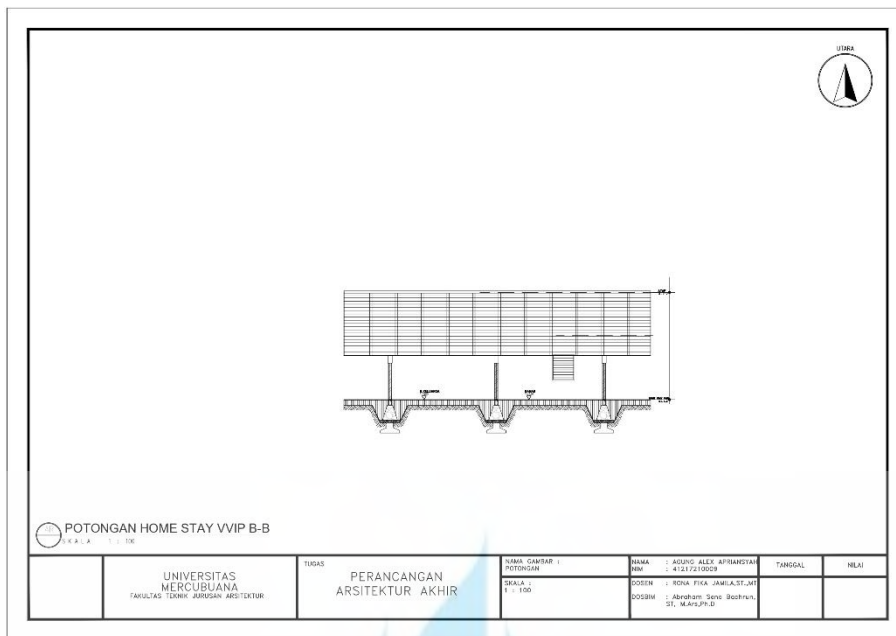 UTARA
POTONGAN HOME STAY VVIP B-B
SKALA 1 : 100
UNIVERSITAS
MERCUBUANA
FAKULTAS TEKNIK JURUSAN ARSITEKTUR
TUGAS
PERANCANGAN
ARSITEKTUR AKHIR
NAMA GAMBAR :
POTONGAN
SKALA :
1 : 100
NAMA : AGUNG ALEX APRIANSYAH
NIM : 41217210009
DOSEN : RONA FIKA JAMILA,ST.,MT
DOSBIM : Abraham Seno Bachrun,
ST, M.Ars,Ph.D
TANGGAL
NILAI